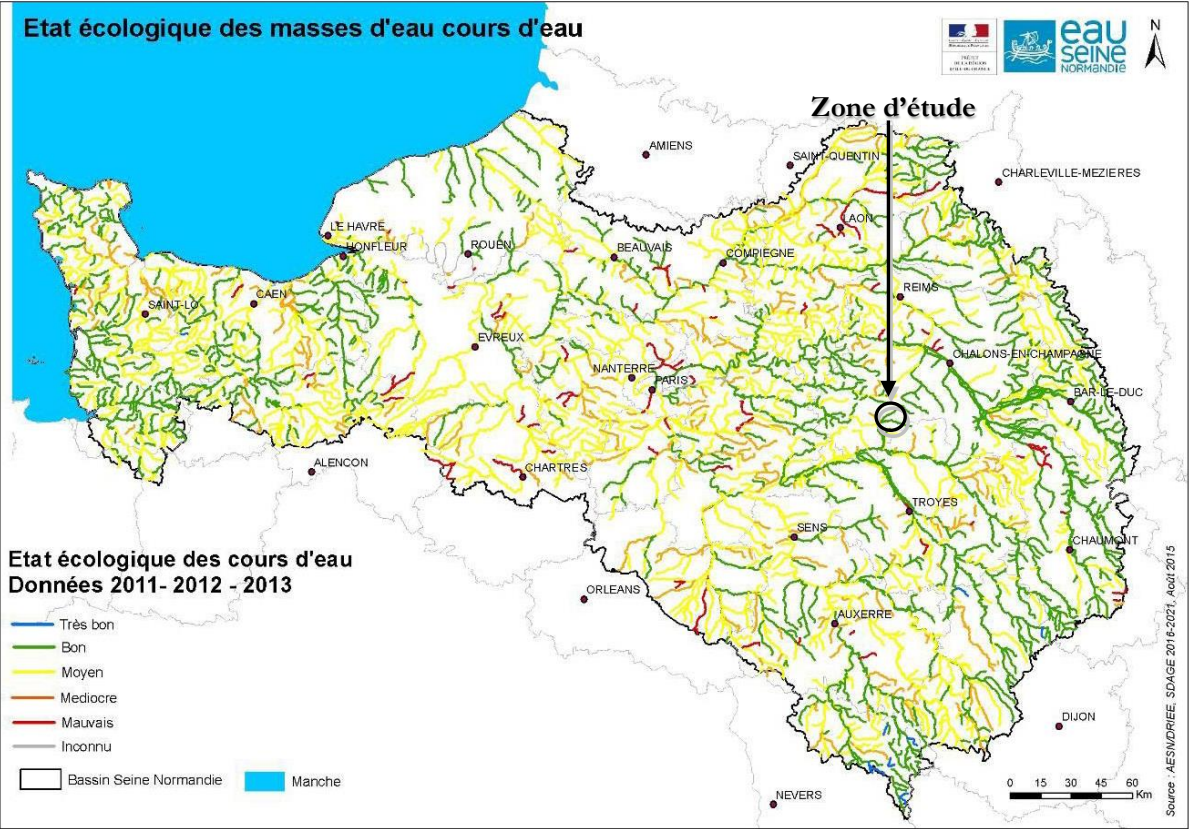 Etat écologique des masses d'eau cours d'eau
eau
SEINE
NORMANDIE
N
Zone d'étude
AMIENS
SAINT-QUENTIN
CHARLEVILLE-MEZIERES
LAON
LE HAVRE
HONFLEUR
ROUEN
BEAUVAIS
COMPIEGNE
REIMS
SAINT-LO
CAEN
EVREUX
CHALONS-EN-CHAMPAGNE
NANTERRE
PARIS
BAR-LE-DUC
ALENCON
CHARTRES
TROYES
SENS
CHAUMONT
Etat écologique des cours d'eau
Données 2011- 2012 - 2013
ORLEANS
AUXERRE
Très bon
Bon
Moyen
Mediocre
Mauvais
Inconnu
DIJON
Bassin Seine Normandie
Manche
NEVERS
0 15 30 45 60
Km
Source : AESN/DRIEE, SDAGE 2016-2021, Août 2015